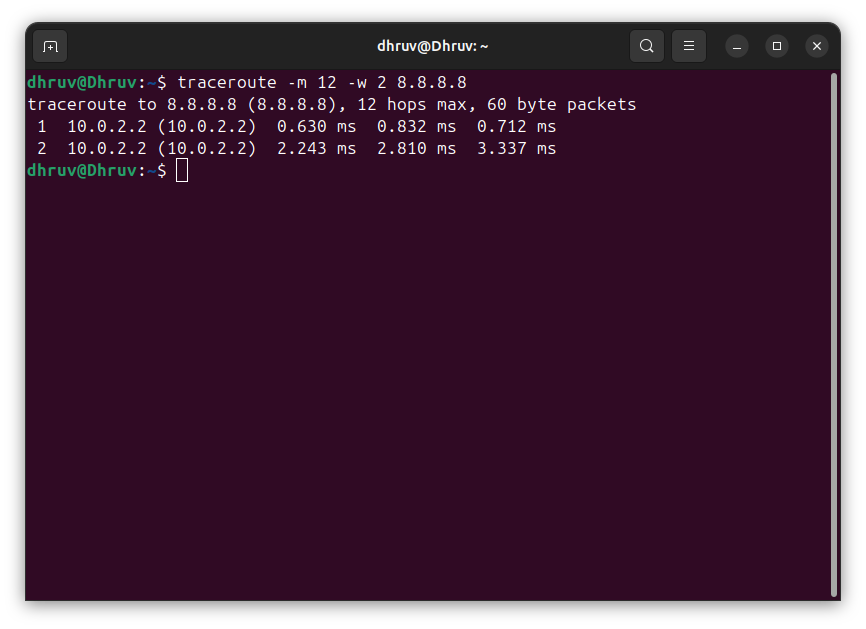 dhruv@Dhruv: ~
dhruv@Dhruv:~$ traceroute -m 12 -w 2 8.8.8.8
traceroute to 8.8.8.8 (8.8.8.8), 12 hops max, 60 byte packets
 1  10.0.2.2 (10.0.2.2)  0.630 ms  0.832 ms  0.712 ms
 2  10.0.2.2 (10.0.2.2)  2.243 ms  2.810 ms  3.337 ms
dhruv@Dhruv:~$